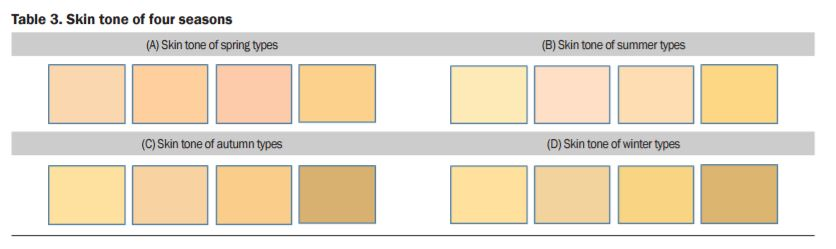 Table 3. Skin tone of four seasons
(A) Skin tone of spring types
(B) Skin tone of summer types
(C) Skin tone of autumn types
(D) Skin tone of winter types